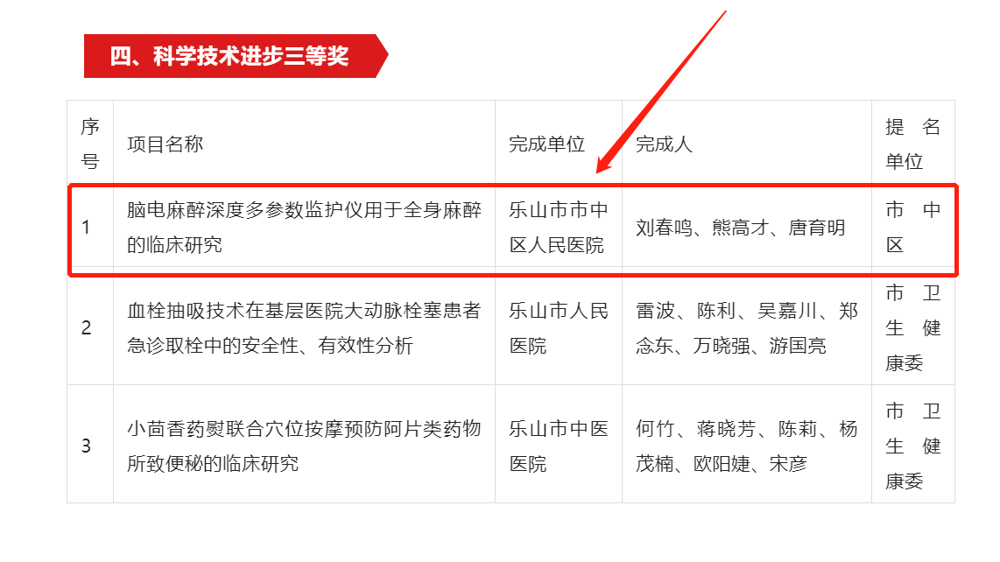 四、科学技术进步三等奖
序
号
项目名称
完成单位
完成人
提 名
单位
1
脑电麻醉深度多参数监护仪用于全身麻醉
的临床研究
乐山市市中
区人民医院
刘春鸣、熊高才、唐育明
市 中
区
2
血栓抽吸技术在基层医院大动脉栓塞患者
急诊取栓中的安全性、有效性分析
乐山市人民
医院
雷波、陈利、吴嘉川、郑
念东、万晓强、游国亮
市 卫
生 健
康委
3
小茴香药熨联合穴位按摩预防阿片类药物
所致便秘的临床研究
乐山市中医
医院
何竹、蒋晓芳、陈莉、杨
茂楠、欧阳婕、宋彦
市 卫
生 健
康委